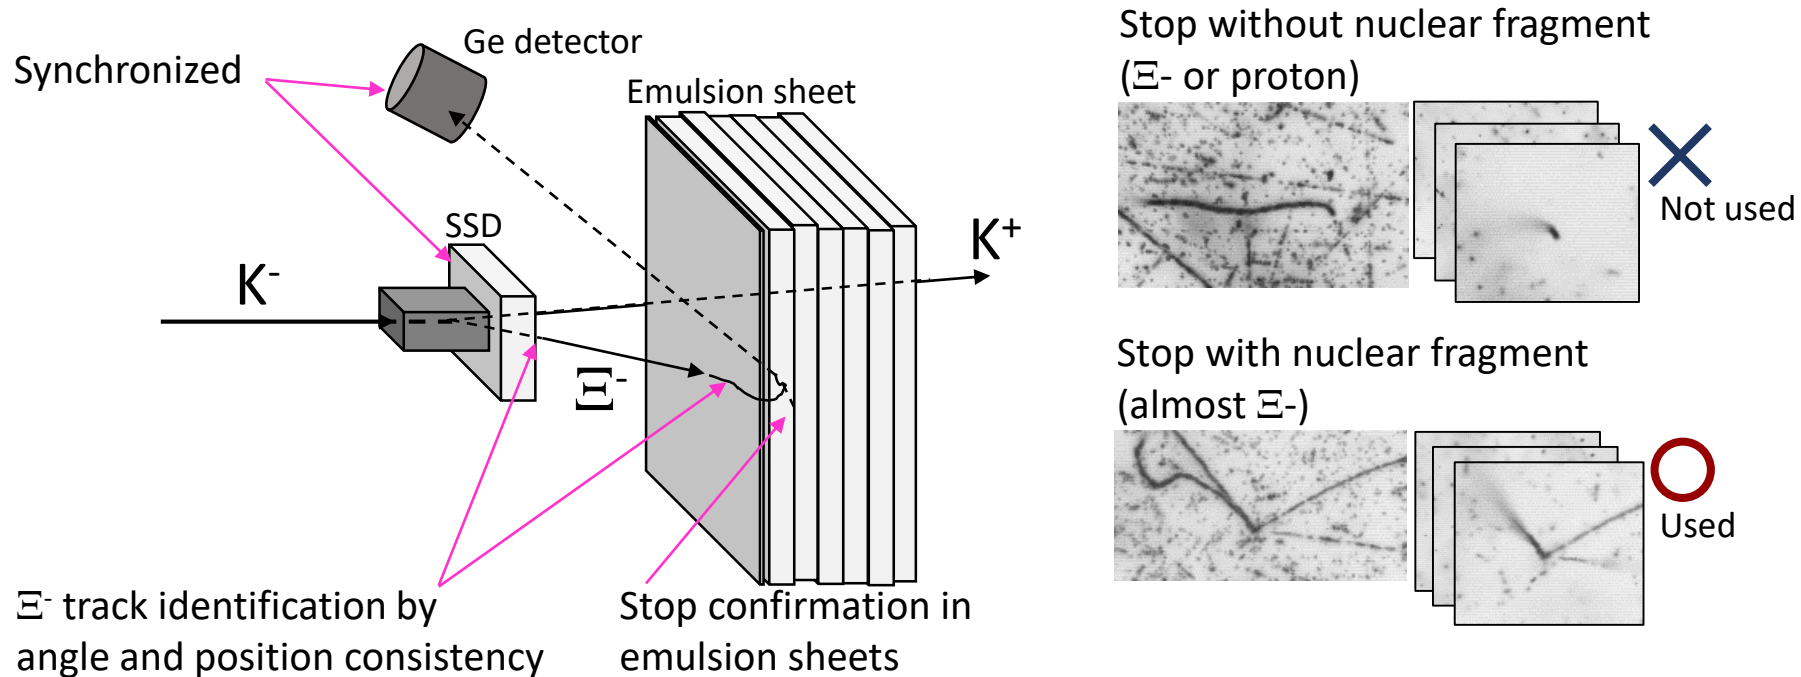 Synchronized
Ge detector
Emulsion sheet
SSD
K⁻
K⁺
Ξ⁻
Ξ⁻ track identification by
angle and position consistency
Stop confirmation in
emulsion sheets
Stop without nuclear fragment
(Ξ- or proton)
Not used
Stop with nuclear fragment
(almost Ξ-)
Used